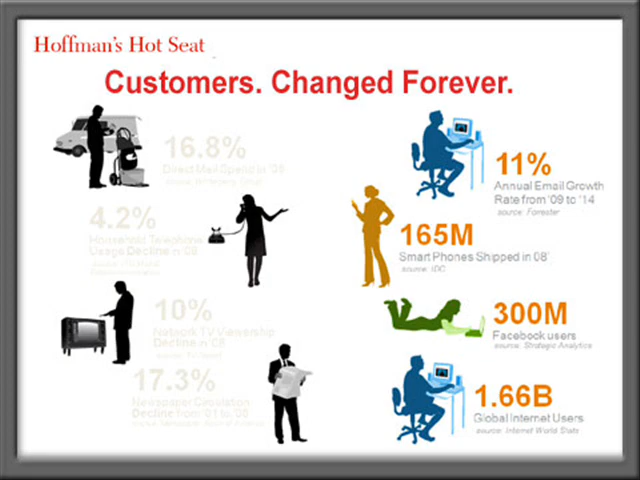 Hoffman's Hot Seat
Customers. Changed Forever.
16.8%
Direct Mail Spend in '09
4.2%
Household Telephone
Usage Decline in '08
10%
Network TV Viewership
Decline in '08
17.3%
Newspaper Circulation
Decline from '01 to '08
11%
Annual Email Growth
Rate from '09 to '14
source: Forrester
165M
Smart Phones Shipped in 08'
source: IDC
300M
Facebook users
source: Strategic Analytics
1.66B
Global Internet Users
source: Internet World Stats